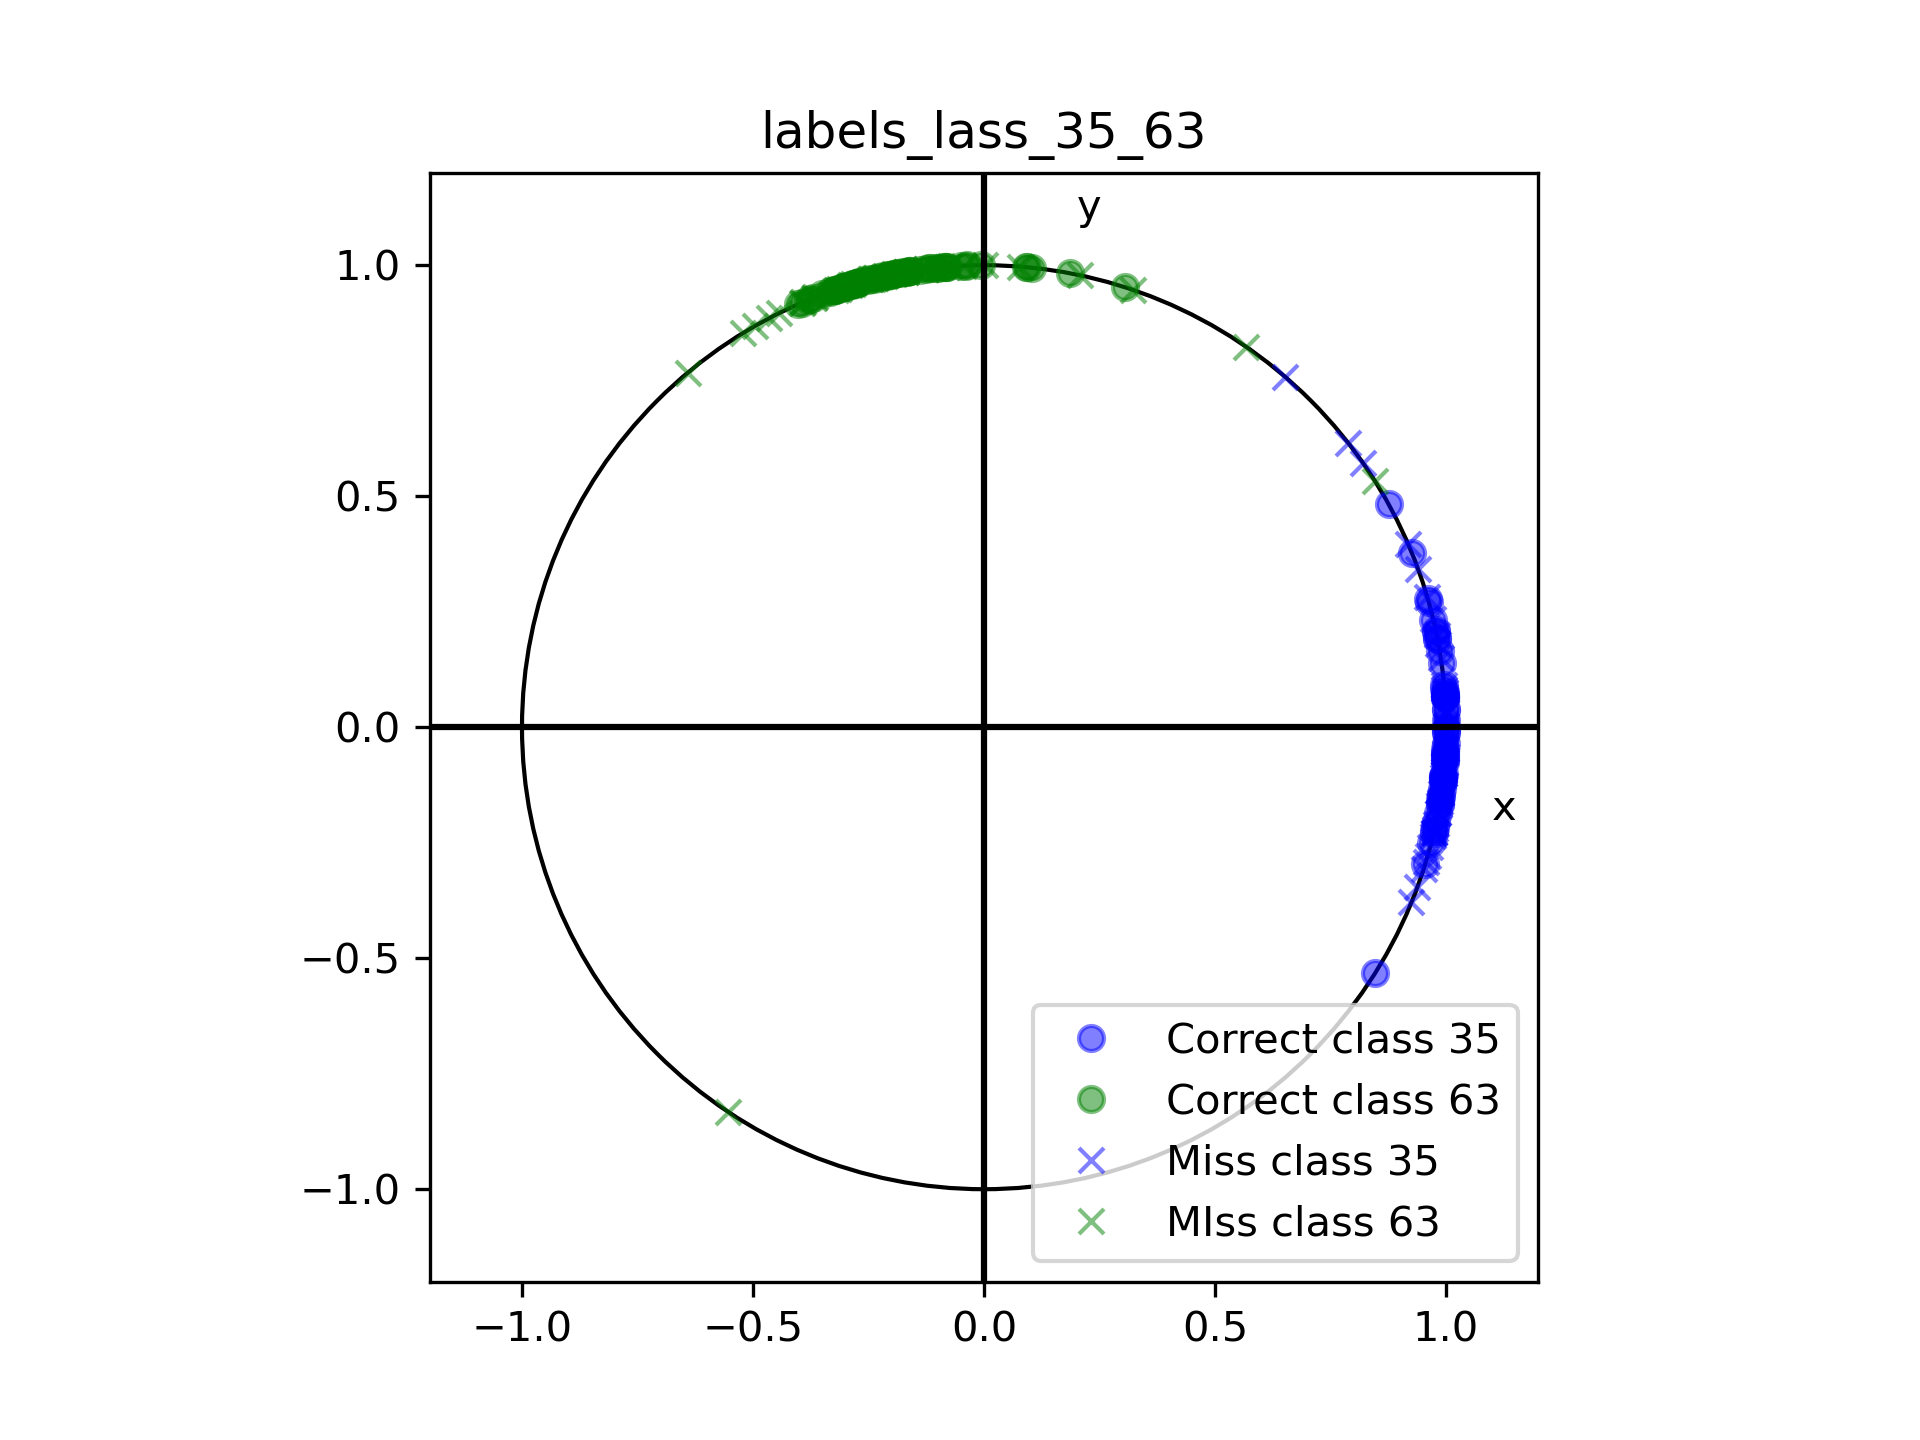 labels_lass_35_63
y
1.0
0.5
0.0
−0.5
−1.0
x
Correct class 35
Correct class 63
Miss class 35
MIss class 63
−1.0 −0.5 0.0 0.5 1.0